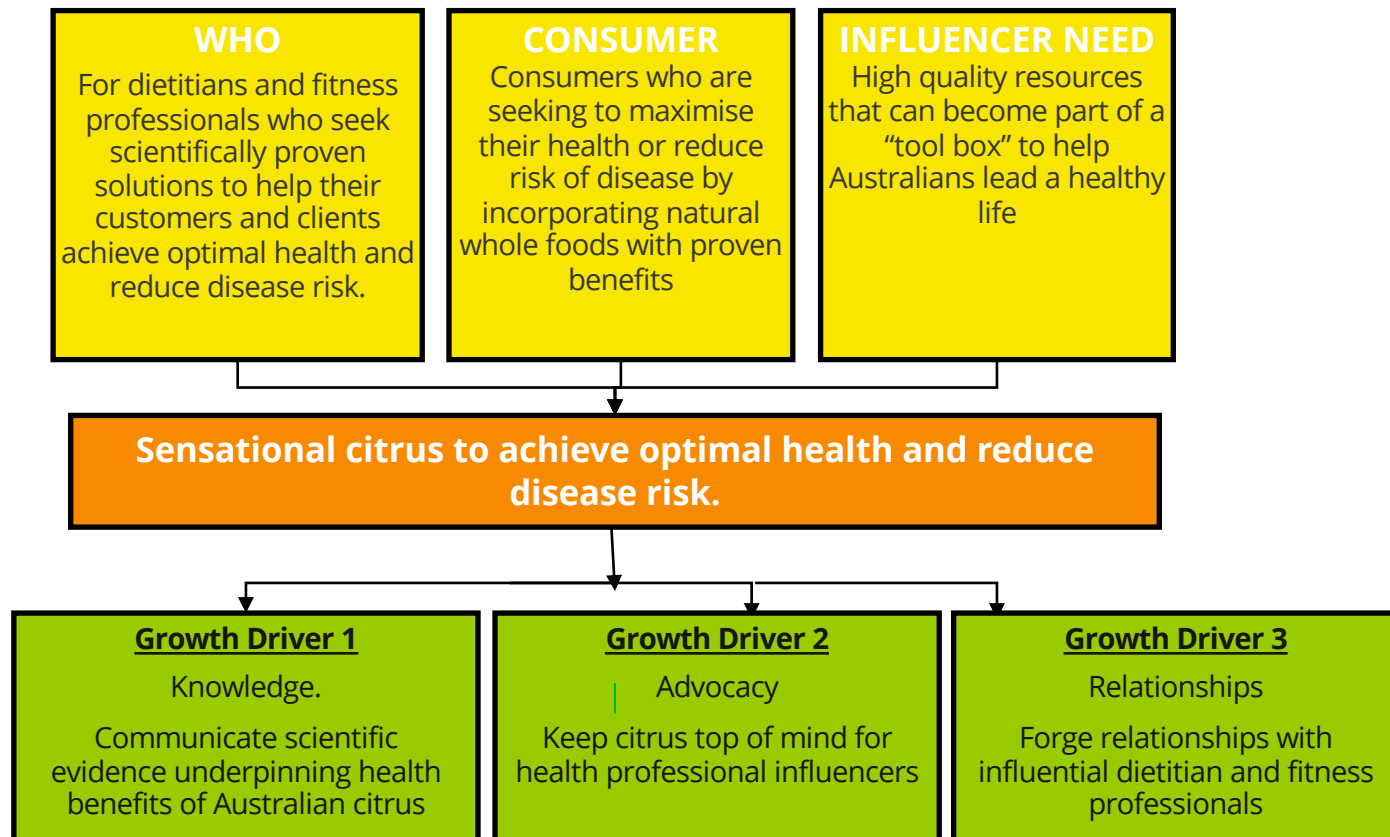 WHO
For dietitians and fitness
professionals who seek
scientifically proven
solutions to help their
customers and clients
achieve optimal health and
reduce disease risk.
CONSUMER
Consumers who are
seeking to maximise
their health or reduce
risk of disease by
incorporating natural
whole foods with proven
benefits
INFLUENCER NEED
High quality resources
that can become part of a
“tool box” to help
Australians lead a healthy
life
Sensational citrus to achieve optimal health and reduce
disease risk.
Growth Driver 1
Knowledge.
Communicate scientific
evidence underpinning health
benefits of Australian citrus
Growth Driver 2
Advocacy
Keep citrus top of mind for
health professional influencers
Growth Driver 3
Relationships
Forge relationships with
influential dietitian and fitness
professionals